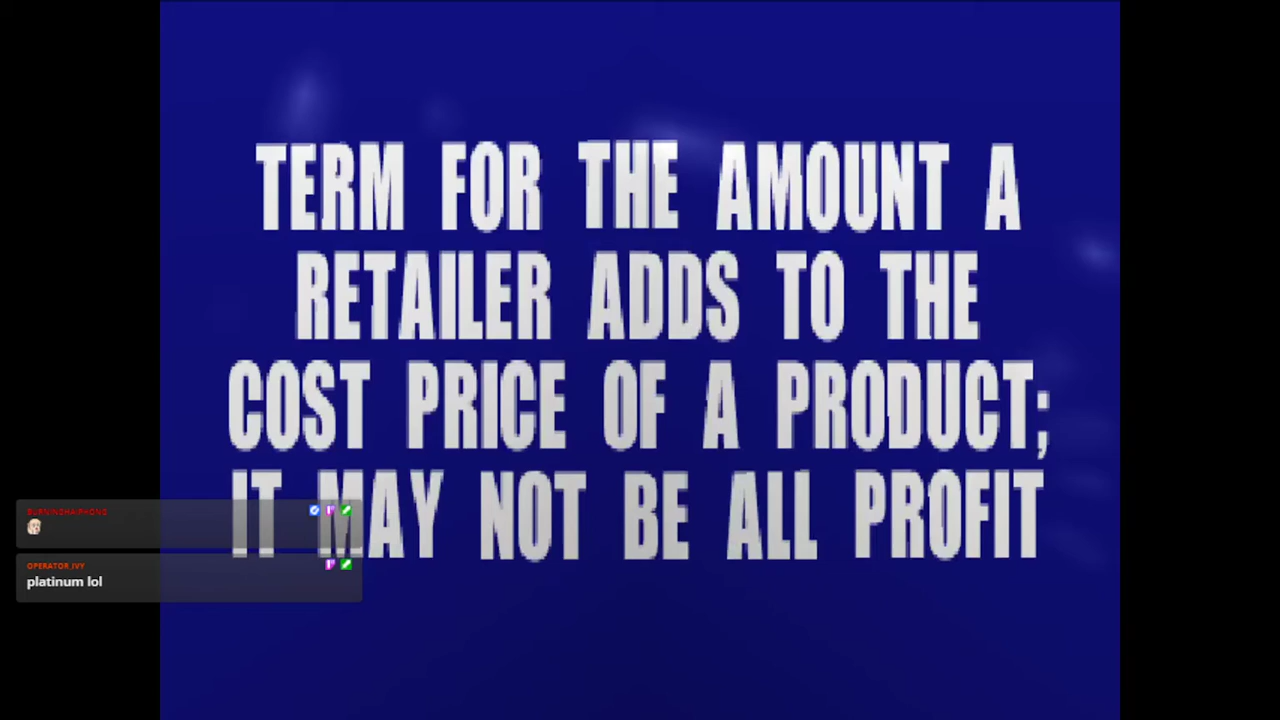 TERM FOR THE AMOUNT A
RETAILER ADDS TO THE
COST PRICE OF A PRODUCT;
IT MAY NOT BE ALL PROFIT
OPERATOR_IVY
platinum lol